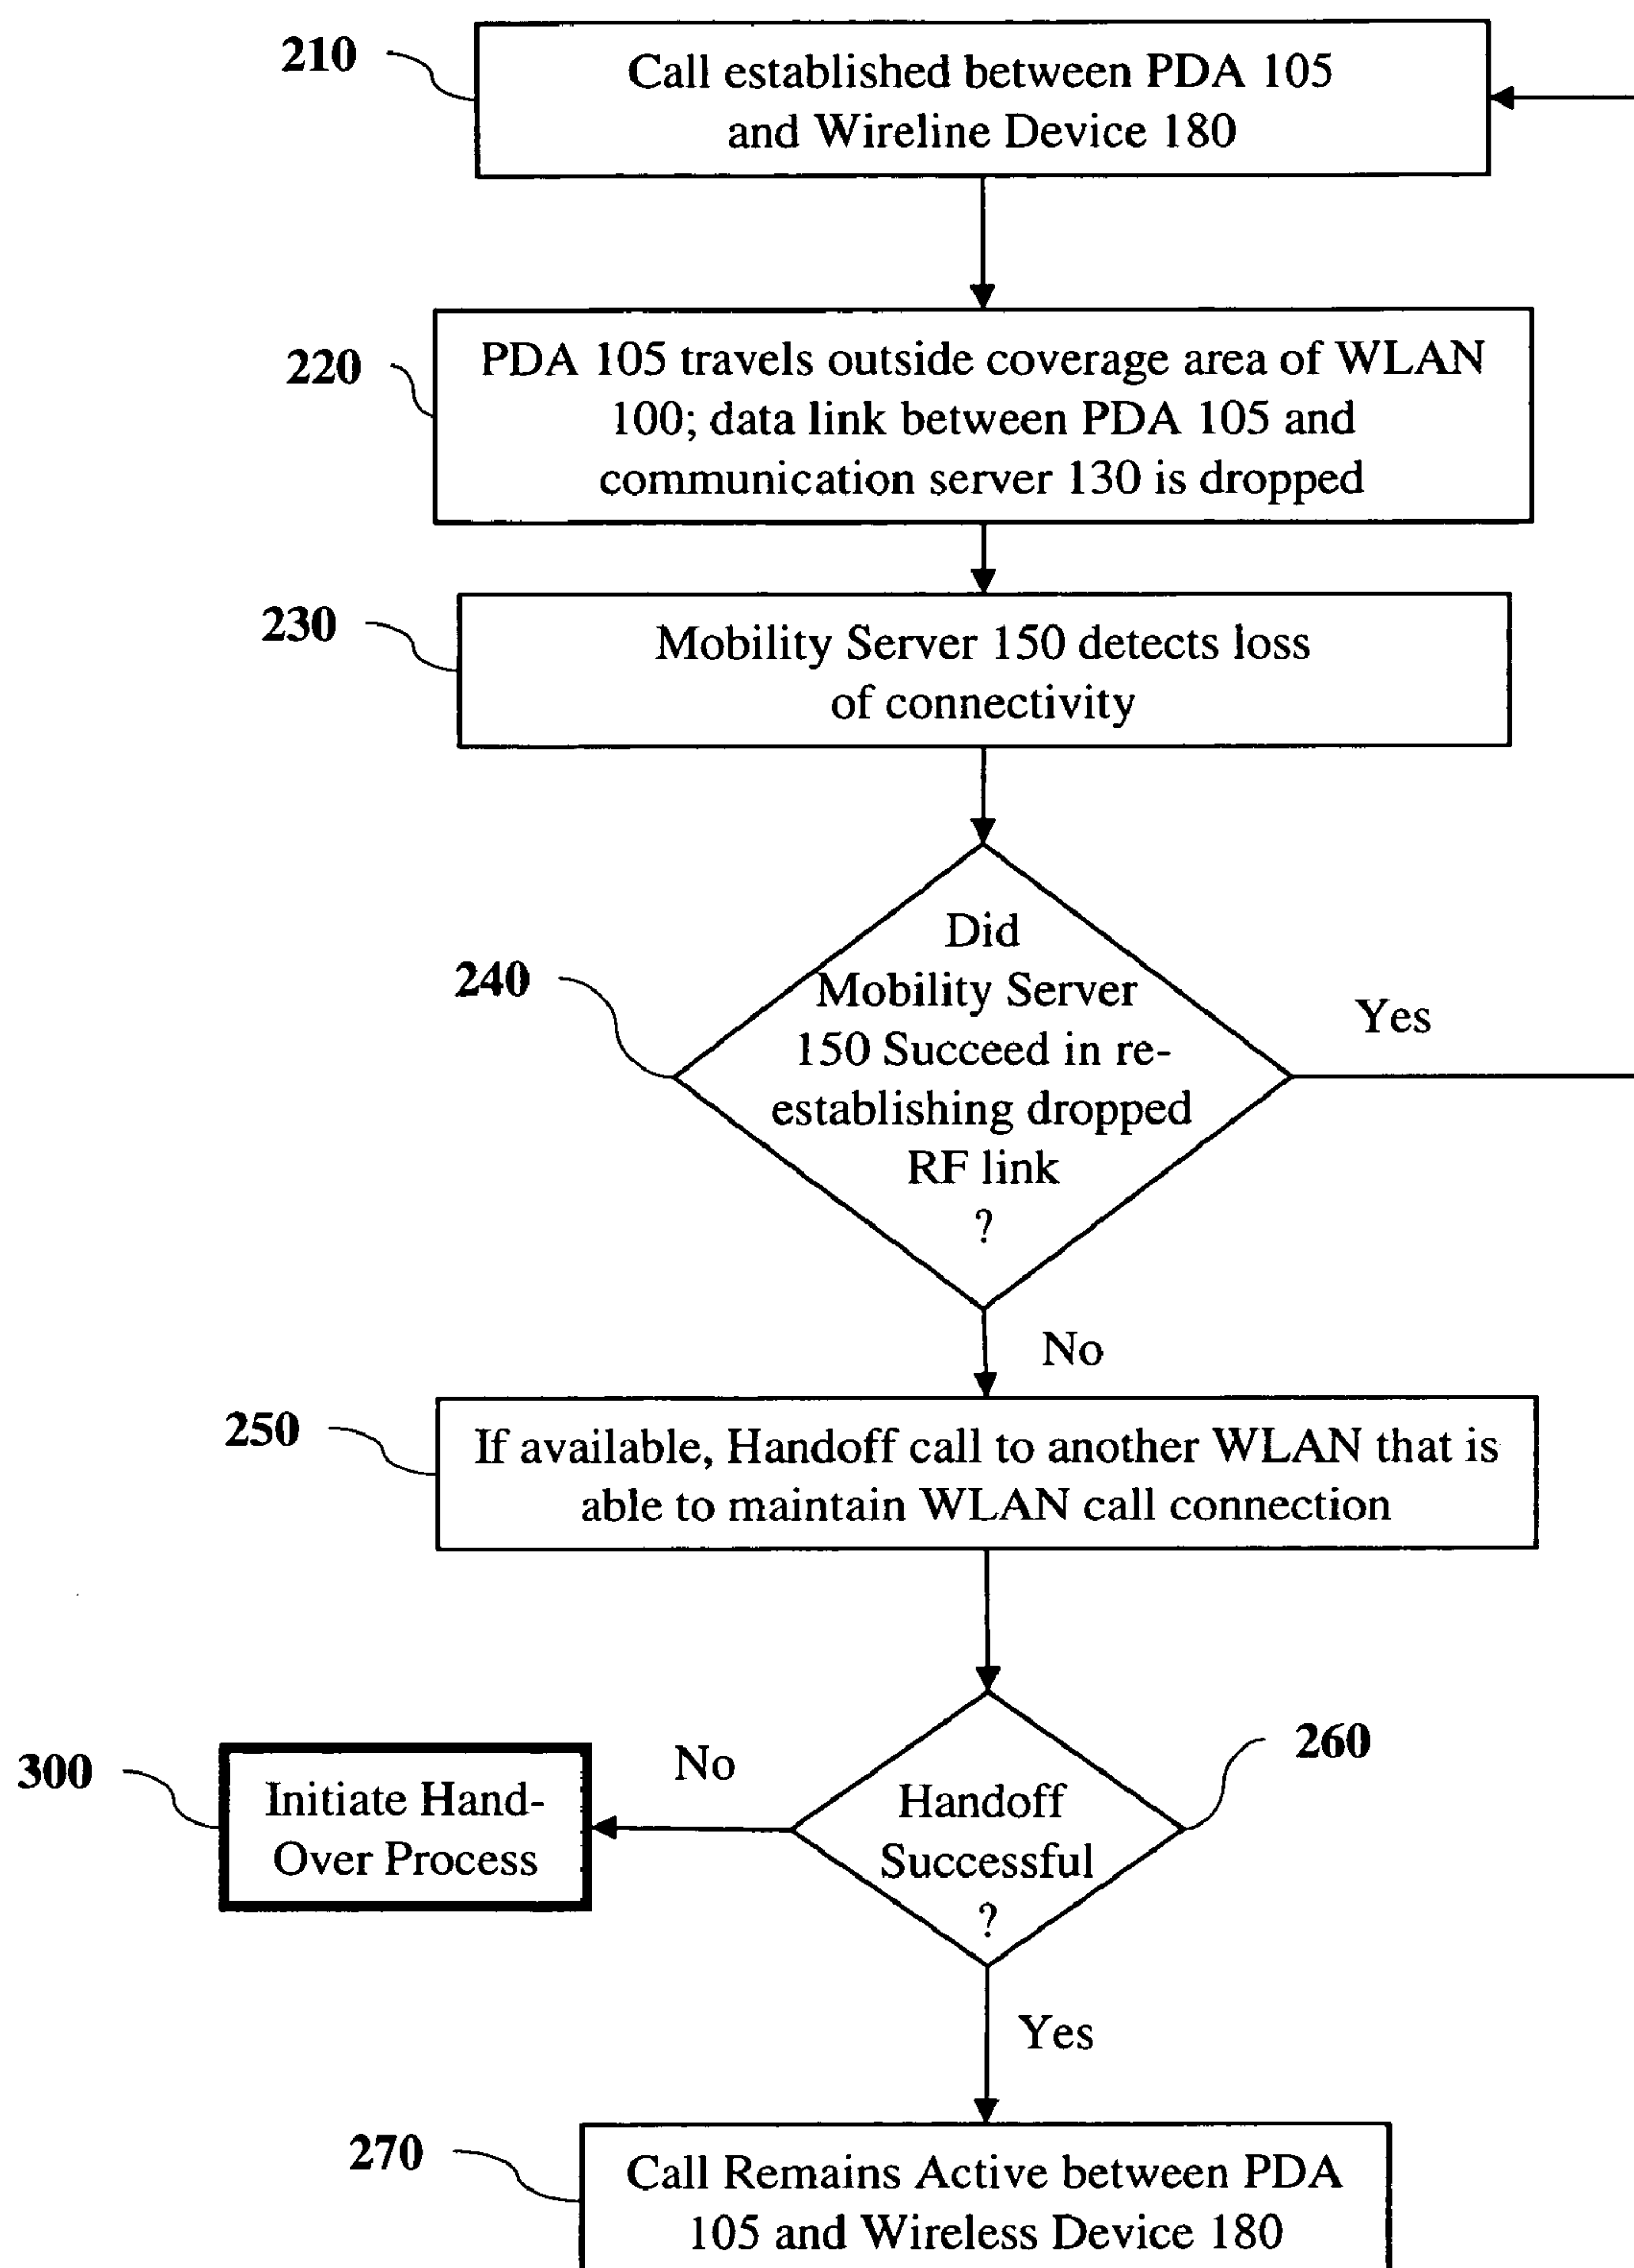 210
Call established between PDA 105
and Wireline Device 180
220
PDA 105 travels outside coverage area of WLAN
100; data link between PDA 105 and
communication server 130 is dropped
230
Mobility Server 150 detects loss
of connectivity
240
Did
Mobility Server
150 Succeed in re-
establishing dropped
RF link
?
Yes
No
250
If available, Handoff call to another WLAN that is
able to maintain WLAN call connection
260
Handoff
Successful
?
No
300
Initiate Hand-
Over Process
Yes
270
Call Remains Active between PDA
105 and Wireless Device 180